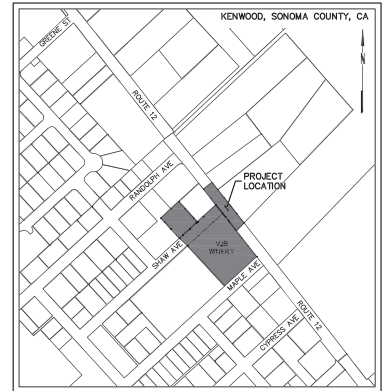 KENWOOD, SONOMA COUNTY, CA
GREENE ST
ROUTE 12
N
RANDOLPH AVE
PROJECT
LOCATION
SHAW AVE
VJB
WINERY
MAPLE AVE
ROUTE 12
CYPRESS AVE